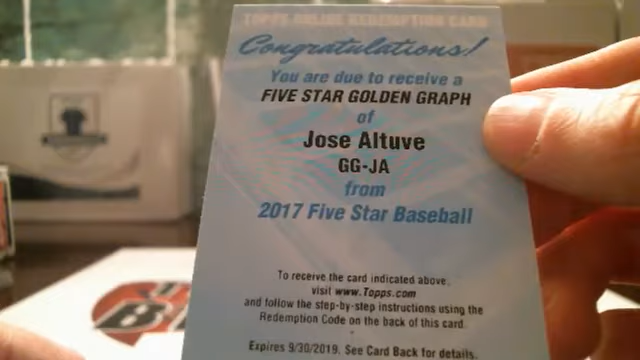 TOPPS ONLINE REDEMPTION CARD
Congratulations!
You are due to receive a
FIVE STAR GOLDEN GRAPH
of
Jose Altuve
GG-JA
from
2017 Five Star Baseball
To receive the card indicated above,
visit www.Topps.com
and follow the step-by-step instructions using the
Redemption Code on the back of this card.
Expires 9/30/2019. See Card Back for details.